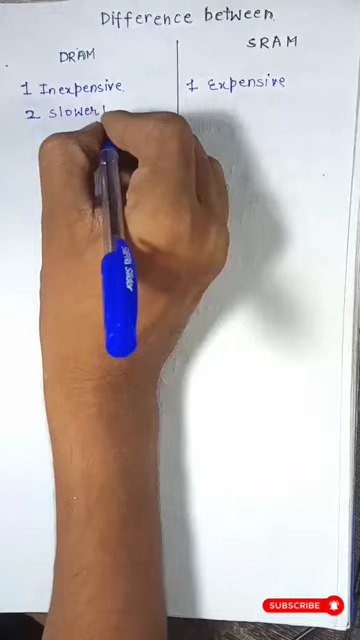 Difference between
DRAM
SRAM
1 Inexpensive
1 Expensive
2 slower
SUBSCRIBE